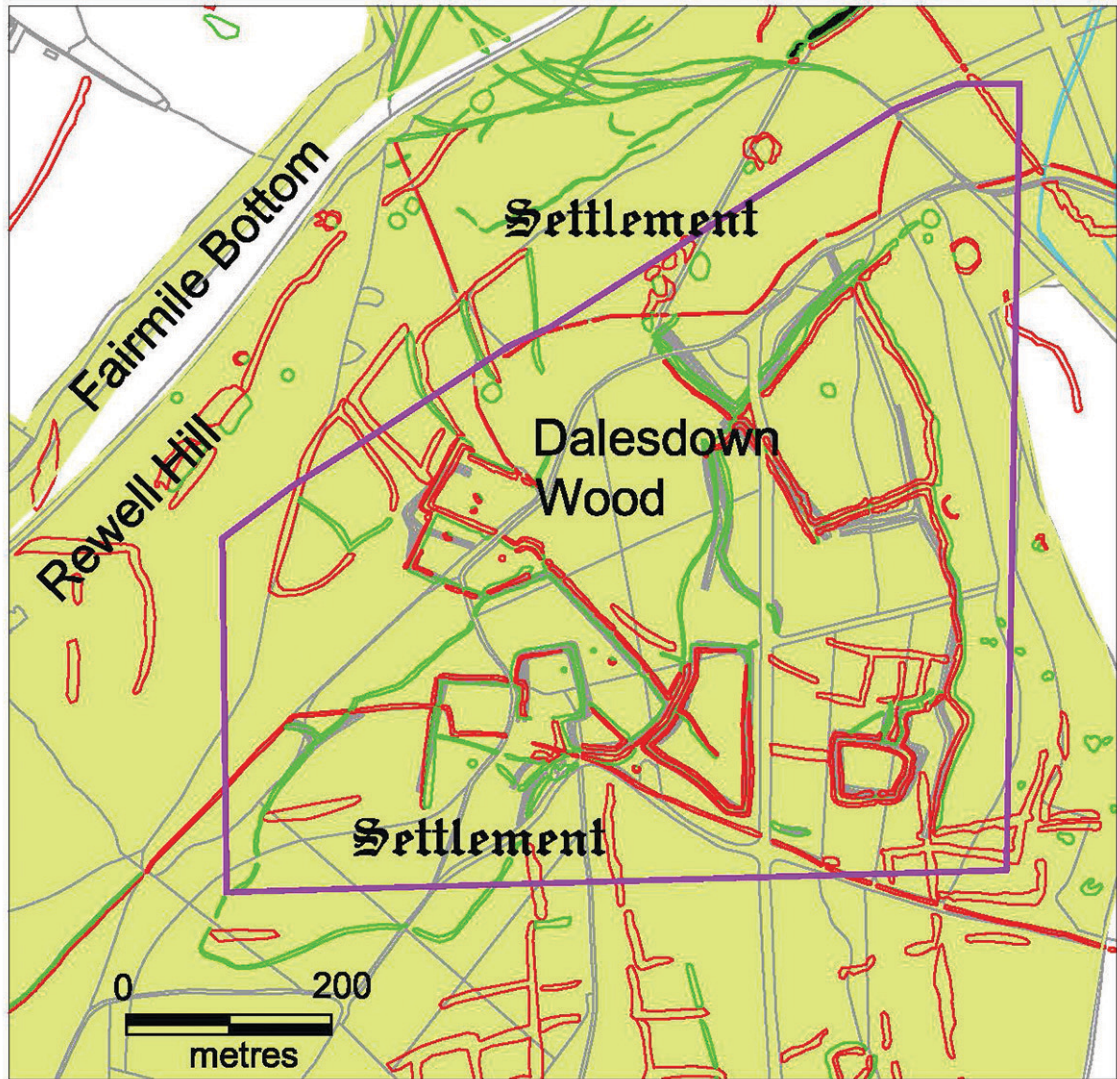 Fairmile Bottom
Rewell Hill
Settlement
Dalesdown
Wood
Settlement
0 200
metres